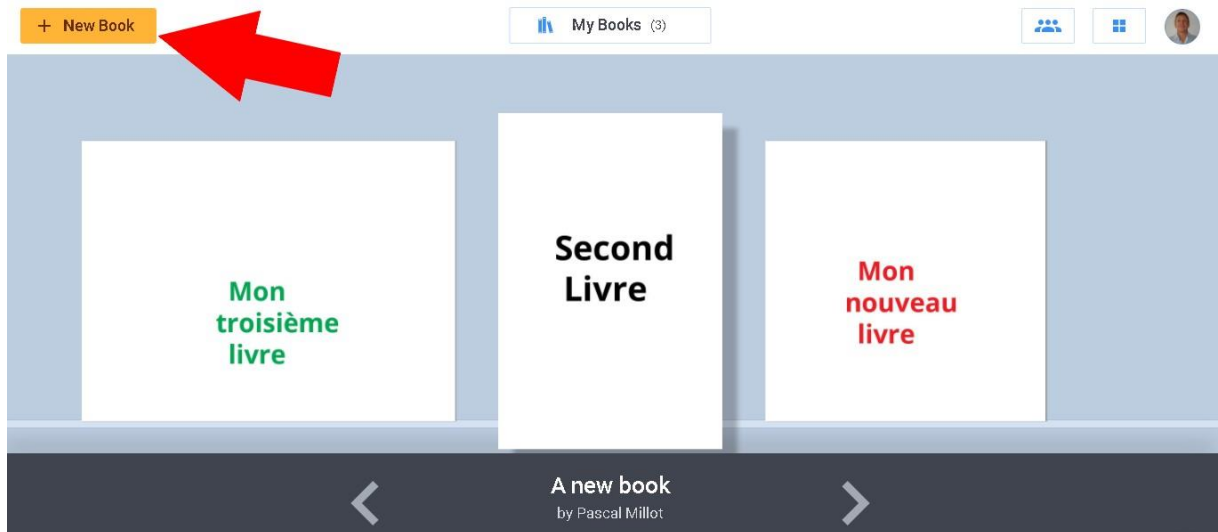 + New Book
My Books (3)
Mon
troisième
livre
Second
Livre
Mon
nouveau
livre
A new book
by Pascal Millot